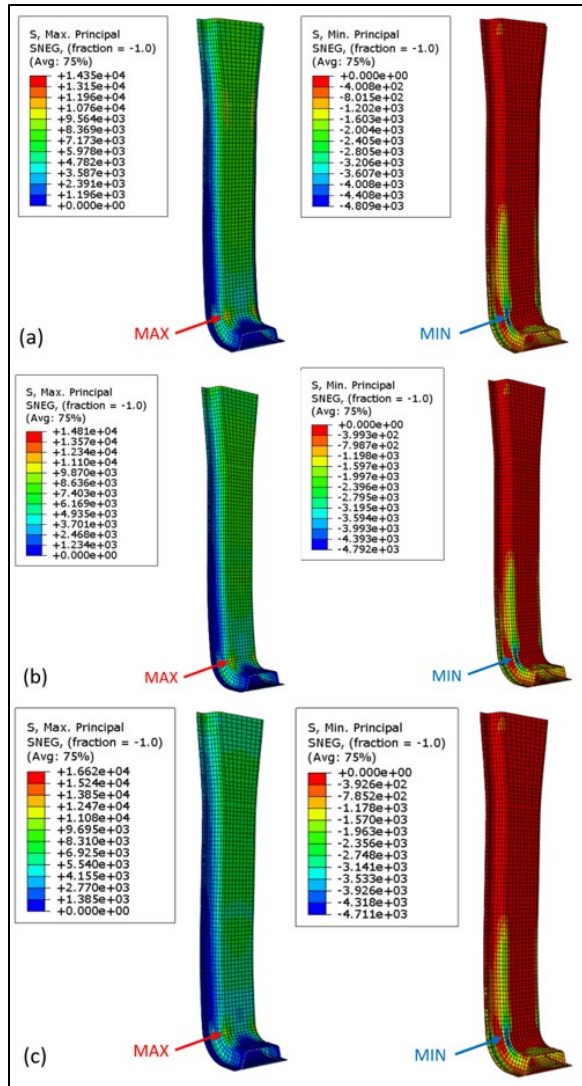 S, Max. Principal
SNEG, (fraction = -1.0)
(Avg: 75%)
+1.435e+04
+1.315e+04
+1.196e+04
+1.076e+04
+9.564e+03
+8.369e+03
+7.173e+03
+5.978e+03
+4.782e+03
+3.587e+03
+2.391e+03
+1.196e+03
+0.000e+00
MAX
S, Min. Principal
SNEG, (fraction = -1.0)
(Avg: 75%)
+0.000e+00
-4.008e+02
-8.015e+02
-1.202e+03
-1.603e+03
-2.004e+03
-2.405e+03
-2.805e+03
-3.206e+03
-3.607e+03
-4.008e+03
-4.408e+03
-4.809e+03
MIN
(a)
S, Max. Principal
SNEG, (fraction = -1.0)
(Avg: 75%)
+1.481e+04
+1.357e+04
+1.234e+04
+1.110e+04
+9.870e+03
+8.636e+03
+7.403e+03
+6.169e+03
+4.935e+03
+3.701e+03
+2.468e+03
+1.234e+03
+0.000e+00
MAX
S, Min. Principal
SNEG, (fraction = -1.0)
(Avg: 75%)
+0.000e+00
-3.993e+02
-7.987e+02
-1.198e+03
-1.597e+03
-1.997e+03
-2.396e+03
-2.795e+03
-3.195e+03
-3.594e+03
-3.993e+03
-4.393e+03
-4.792e+03
MIN
(b)
S, Max. Principal
SNEG, (fraction = -1.0)
(Avg: 75%)
+1.662e+04
+1.524e+04
+1.385e+04
+1.247e+04
+1.108e+04
+9.695e+03
+8.310e+03
+6.925e+03
+5.540e+03
+4.155e+03
+2.770e+03
+1.385e+03
+0.000e+00
MAX
S, Min. Principal
SNEG, (fraction = -1.0)
(Avg: 75%)
+0.000e+00
-3.926e+02
-7.852e+02
-1.178e+03
-1.570e+03
-1.963e+03
-2.356e+03
-2.748e+03
-3.141e+03
-3.533e+03
-3.926e+03
-4.318e+03
-4.711e+03
MIN
(c)